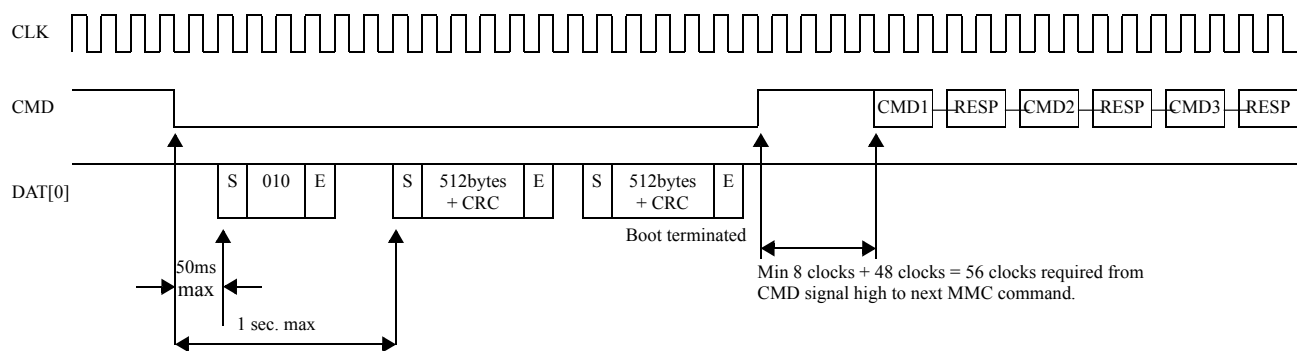 CLK
CMD
CMD1 RESP CMD2 RESP CMD3 RESP
DAT[0]
S 010 E S 512bytes + CRC E S 512bytes + CRC E
Boot terminated
50ms
max
Min 8 clocks + 48 clocks = 56 clocks required from
CMD signal high to next MMC command.
1 sec. max